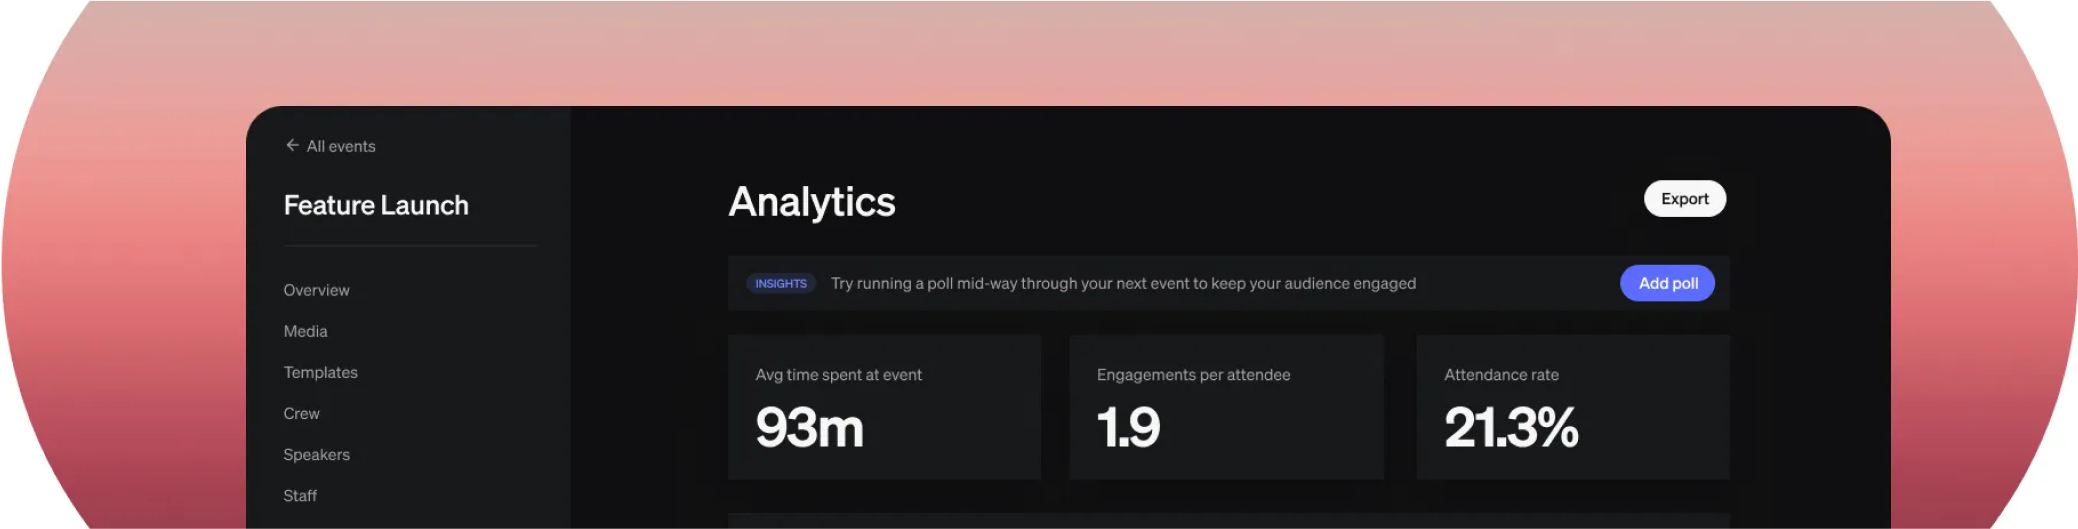 ← All events
Feature Launch
Overview
Media
Templates
Crew
Speakers
Staff
Analytics
Export
INSIGHTS Try running a poll mid-way through your next event to keep your audience engaged
Add poll
Avg time spent at event
93m
Engagements per attendee
1.9
Attendance rate
21.3%